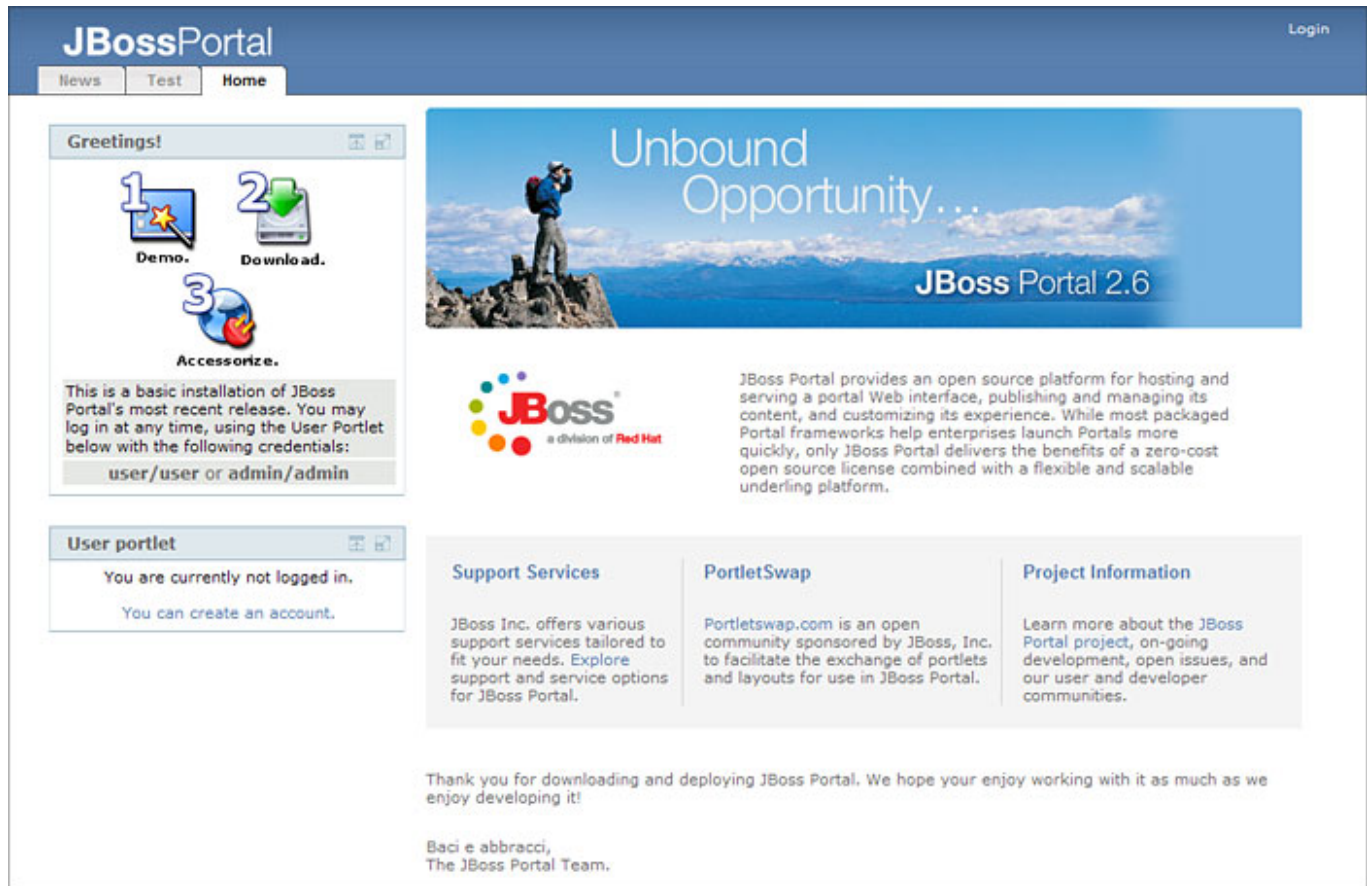 JBossPortal
Login
News
Test
Home
Greetings!
1
Demo.
2
Download.
3
Accessorize.
This is a basic installation of JBoss
Portal's most recent release. You may
log in at any time, using the User Portlet
below with the following credentials:
user/user or admin/admin
User portlet
You are currently not logged in.
You can create an account.
Unbound
Opportunity...
JBoss Portal 2.6
JBoss®
a division of Red Hat
JBoss Portal provides an open source platform for hosting and
serving a portal Web interface, publishing and managing its
content, and customizing its experience. While most packaged
Portal frameworks help enterprises launch Portals more
quickly, only JBoss Portal delivers the benefits of a zero-cost
open source license combined with a flexible and scalable
underling platform.
Support Services
JBoss Inc. offers various
support services tailored to
fit your needs. Explore
support and service options
for JBoss Portal.
PortletSwap
Portletswap.com is an open
community sponsored by JBoss, Inc.
to facilitate the exchange of portlets
and layouts for use in JBoss Portal.
Project Information
Learn more about the JBoss
Portal project, on-going
development, open issues, and
our user and developer
communities.
Thank you for downloading and deploying JBoss Portal. We hope your enjoy working with it as much as we
enjoy developing it!
Baci e abbracci,
The JBoss Portal Team.